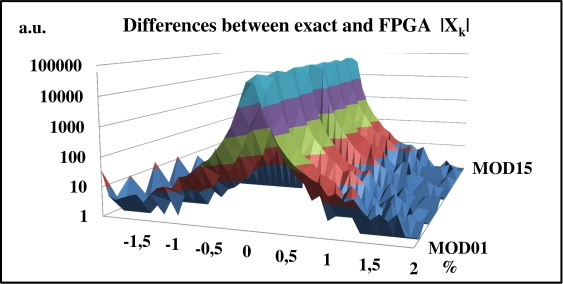 Differences between exact and FPGA |Xk|
a.u.
100000
10000
1000
100
10
1
MOD15
MOD01
-1,5 -1 -0,5 0 0,5 1 1,5 2 %